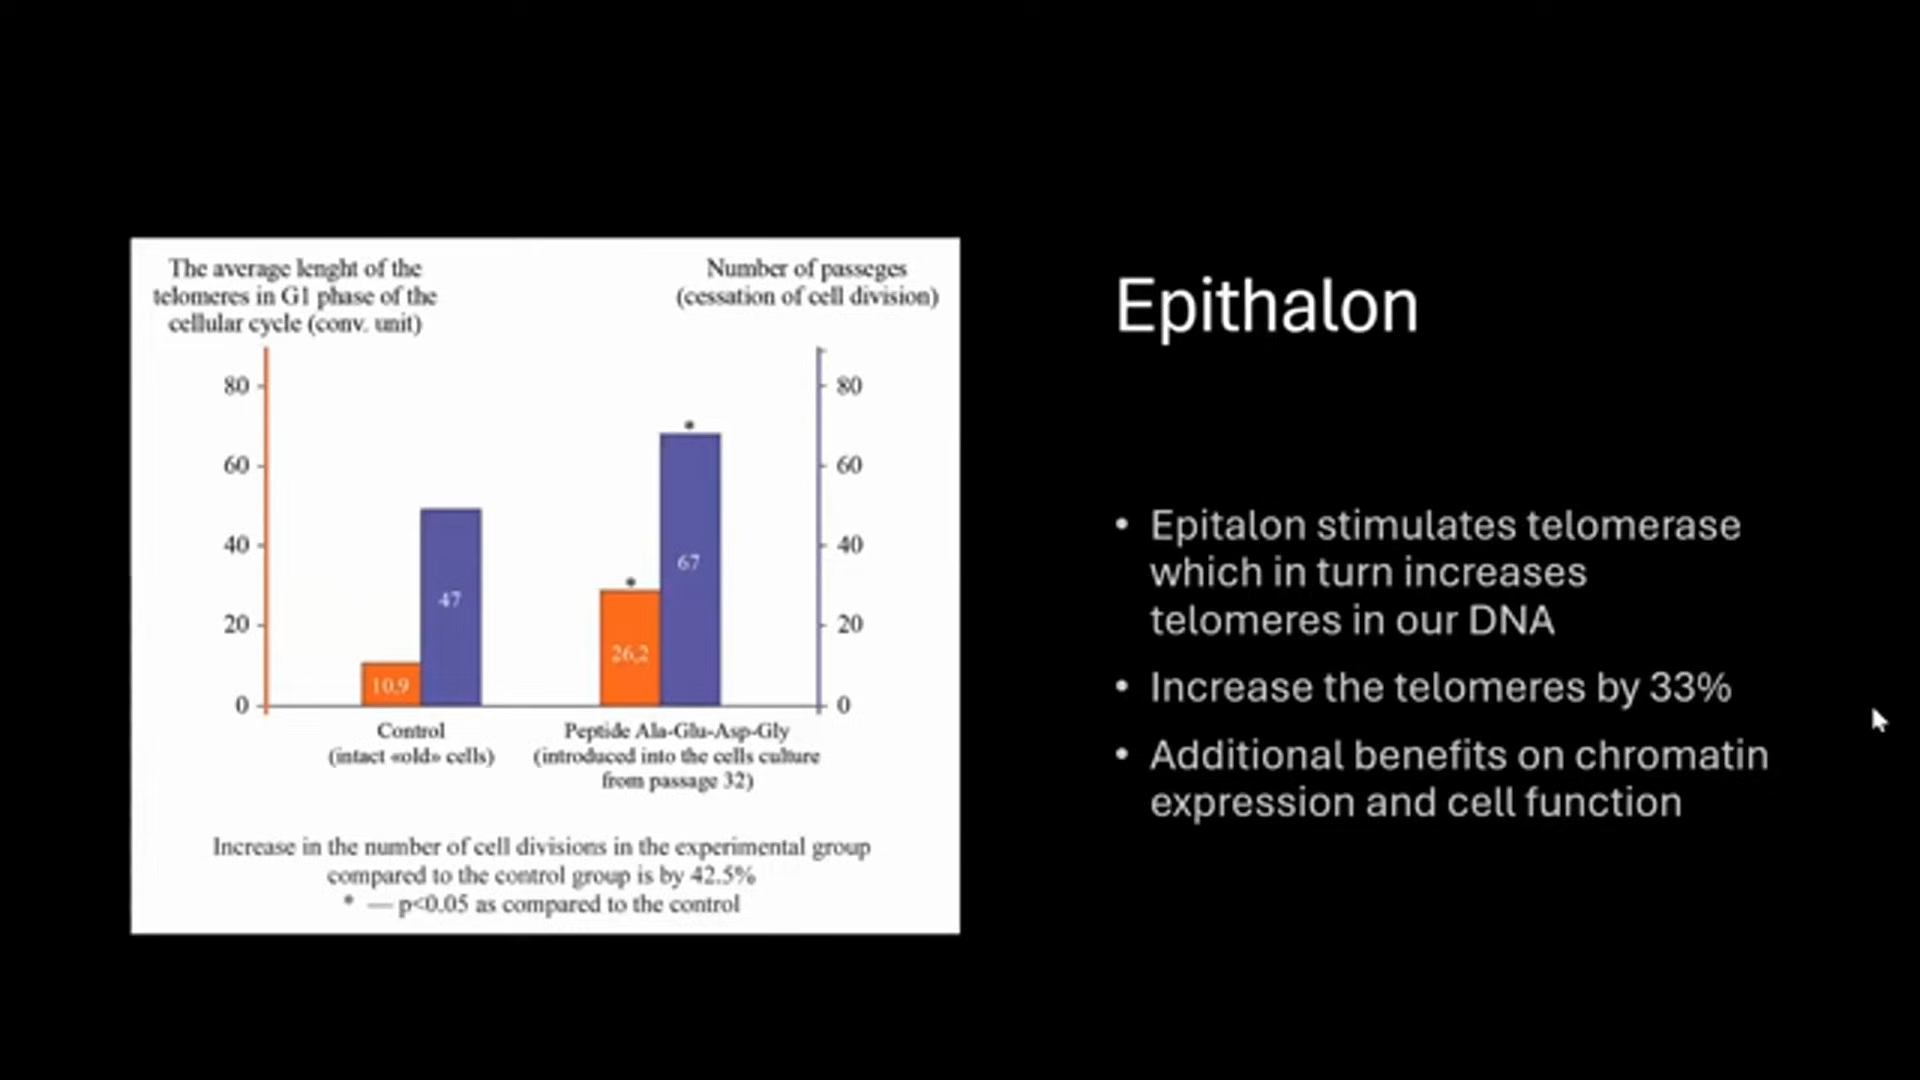 The average lenght of the
telomeres in G1 phase of the
cellular cycle (conv. unit)
Number of passeges
(cessation of cell division)
80
60
40
20
0
80
60
40
20
0
*
*
10.9
47
26,2
67
Control
(intact «old» cells)
Peptide Ala-Glu-Asp-Gly
(introduced into the cells culture
from passage 32)
Increase in the number of cell divisions in the experimental group
compared to the control group is by 42.5%
* — p<0.05 as compared to the control
Epithalon
• Epitalon stimulates telomerase
which in turn increases
telomeres in our DNA
• Increase the telomeres by 33%
• Additional benefits on chromatin
expression and cell function